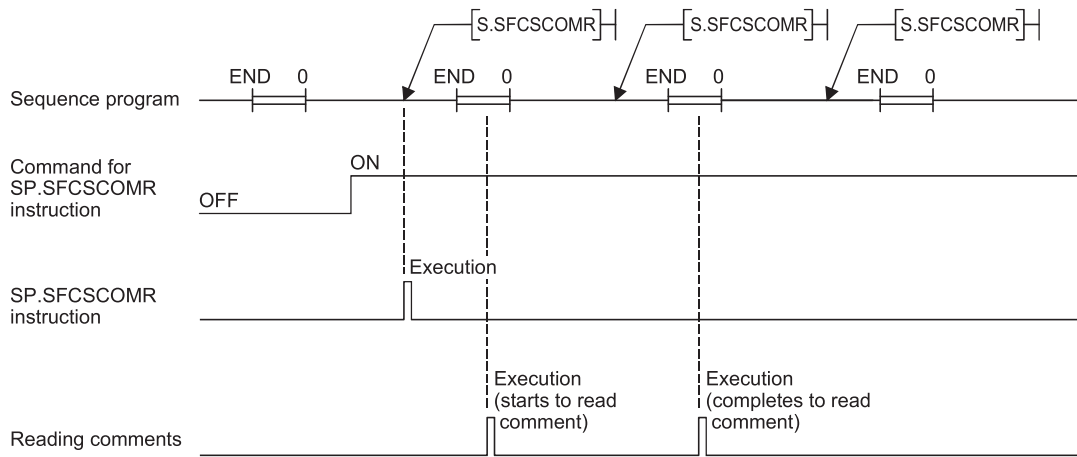 S.SFCSCOMR S.SFCSCOMR S.SFCSCOMR
END 0 END 0 END 0 END 0
Sequence program
Command for
SP.SFCSCOMR
instruction
ON
OFF
Execution
SP.SFCSCOMR
instruction
Execution
(starts to read
comment)
Execution
(completes to read
comment)
Reading comments